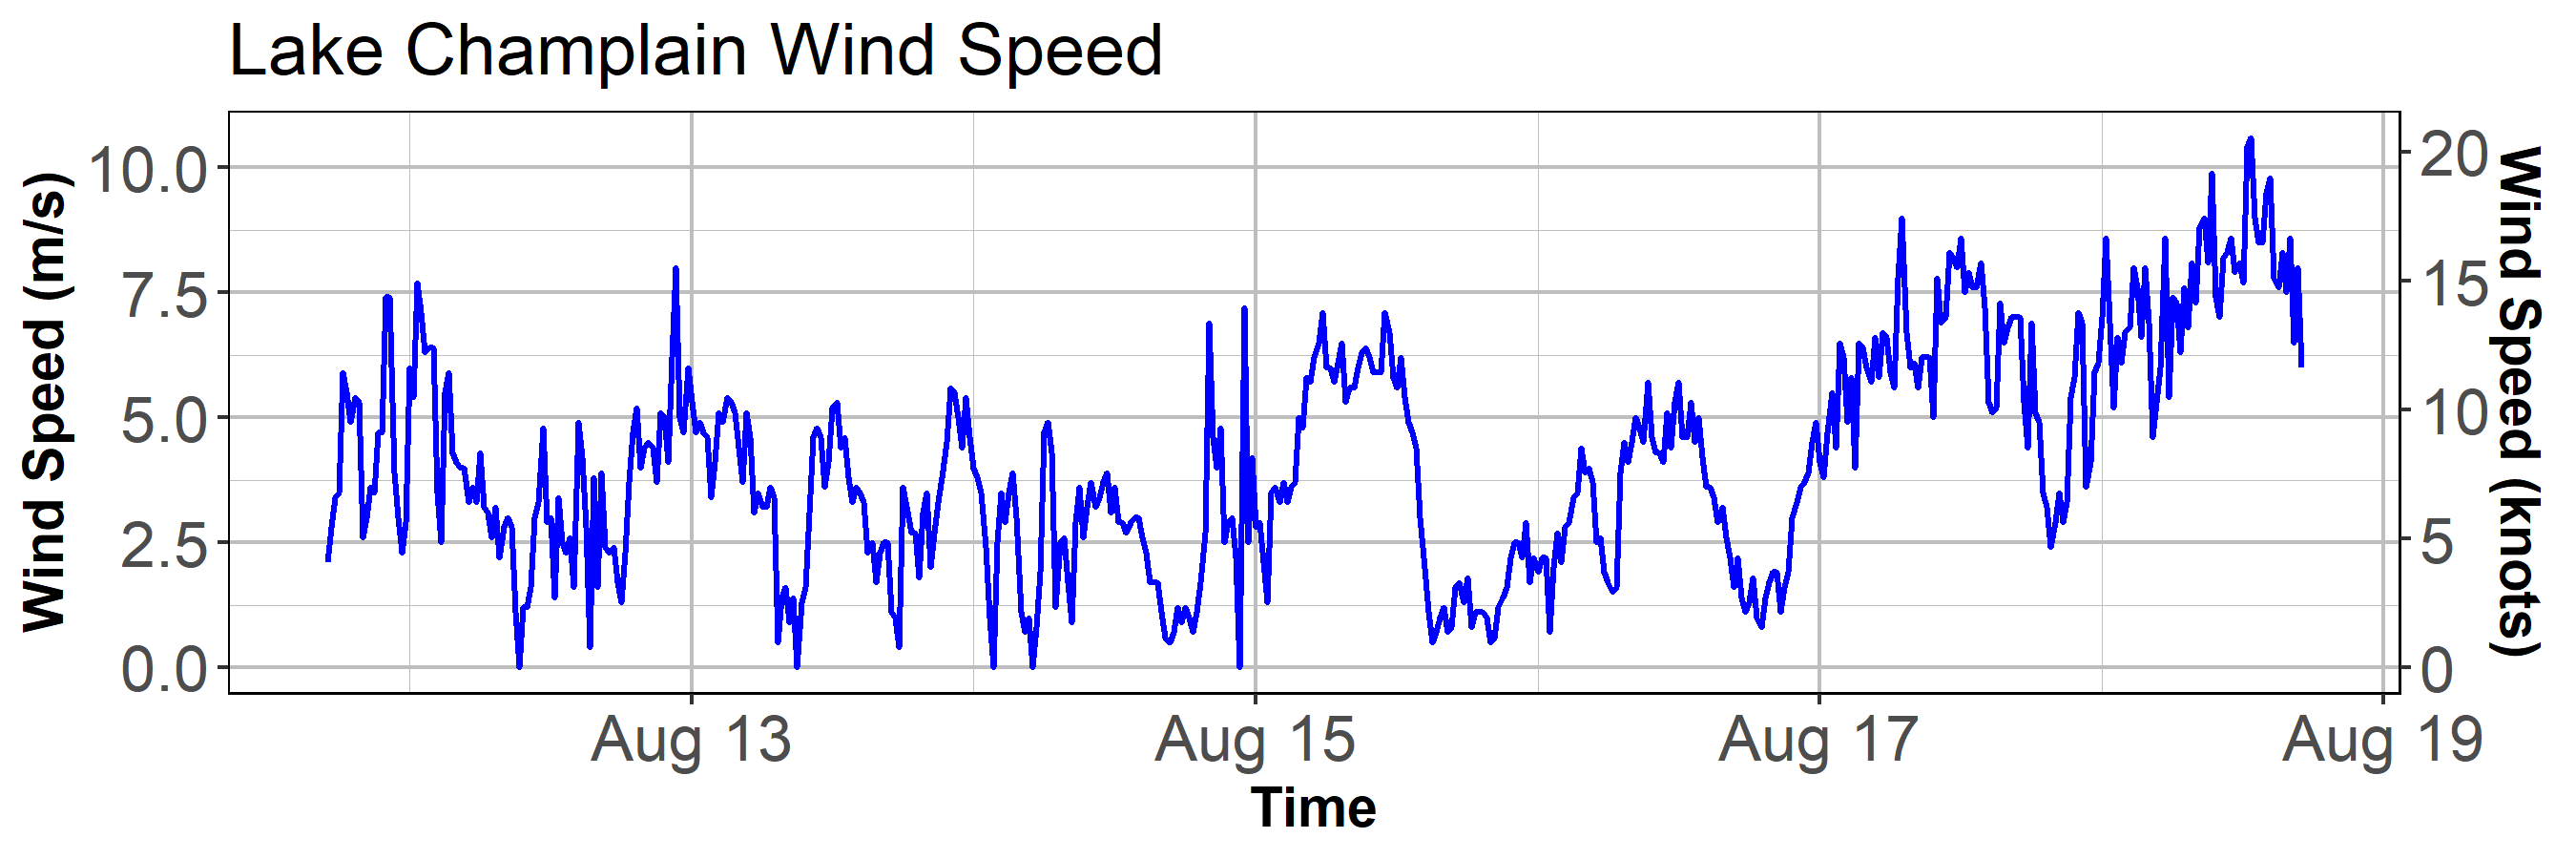 Lake Champlain Wind Speed
Wind Speed (m/s)
10.0
7.5
5.0
2.5
0.0
20
15
10
5
0
Wind Speed (knots)
Aug 13
Aug 15
Aug 17
Aug 19
Time